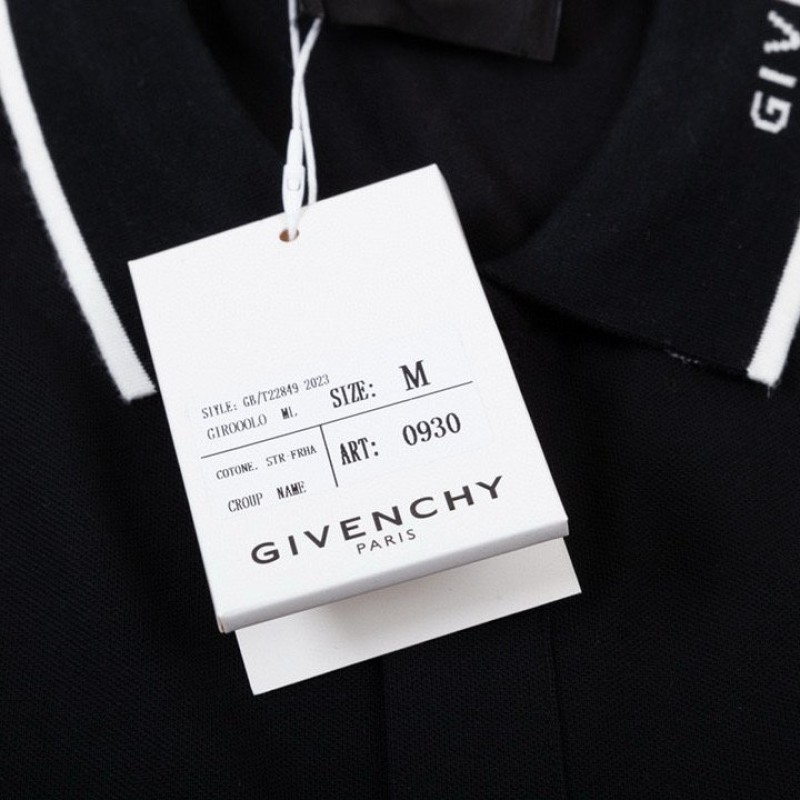 GIV
STYLE: GB/T22849 2023
SIZE: M
GIROOOLO ML
COTONE. STR-FRHA
ART: 0930
CROUP NAME
GIVENCHY
PARIS